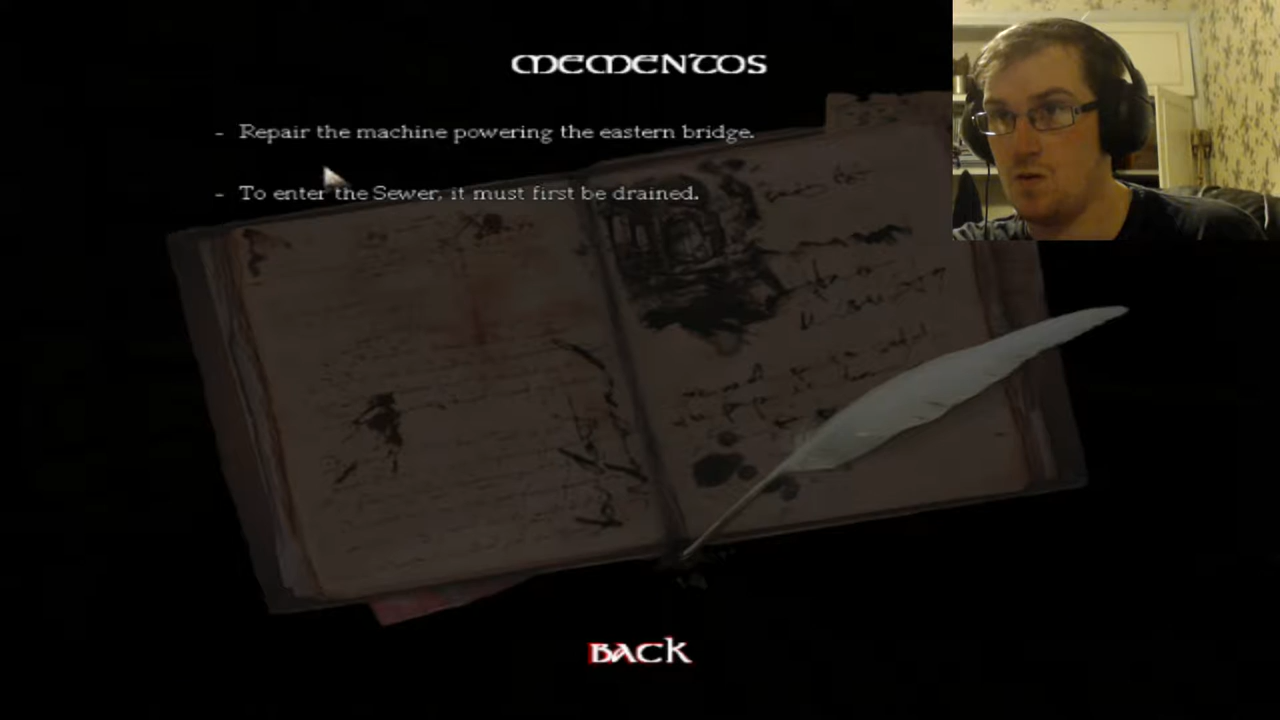 MEMENTOS
- Repair the machine powering the eastern bridge.
- To enter the Sewer, it must first be drained.
BACK